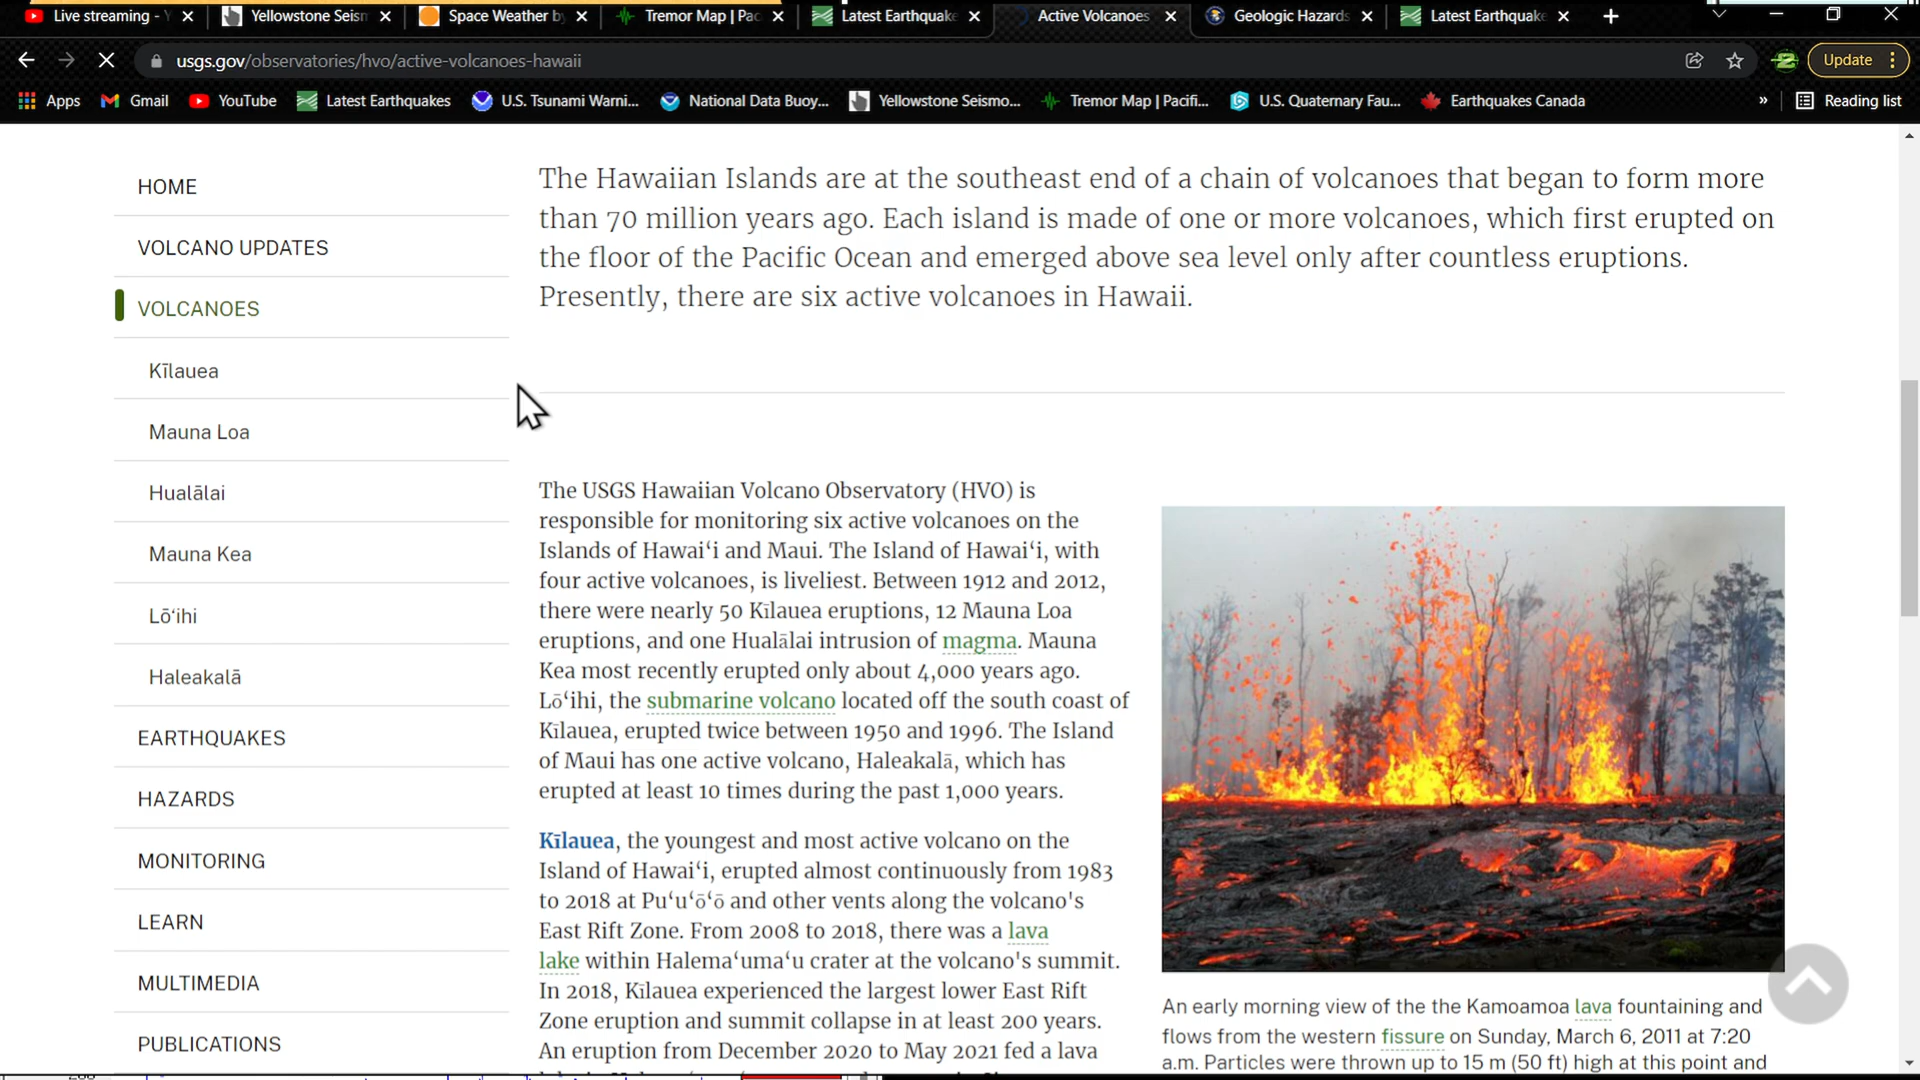 Live streaming - Y
Yellowstone Seism
Space Weather by
Tremor Map | Pac
Latest Earthquake
Active Volcanoes
Geologic Hazards
Latest Earthquake
usgs.gov/observatories/hvo/active-volcanoes-hawaii
Update
Apps
Gmail
YouTube
Latest Earthquakes
U.S. Tsunami Warni...
National Data Buoy...
Yellowstone Seismo...
Tremor Map | Pacifi...
U.S. Quaternary Fau...
Earthquakes Canada
»
Reading list
HOME
VOLCANO UPDATES
VOLCANOES
Kīlauea
Mauna Loa
Hualālai
Mauna Kea
Lōʻihi
Haleakalā
EARTHQUAKES
HAZARDS
MONITORING
LEARN
MULTIMEDIA
PUBLICATIONS
The Hawaiian Islands are at the southeast end of a chain of volcanoes that began to form more
than 70 million years ago. Each island is made of one or more volcanoes, which first erupted on
the floor of the Pacific Ocean and emerged above sea level only after countless eruptions.
Presently, there are six active volcanoes in Hawaii.
The USGS Hawaiian Volcano Observatory (HVO) is
responsible for monitoring six active volcanoes on the
Islands of Hawaiʻi and Maui. The Island of Hawaiʻi, with
four active volcanoes, is liveliest. Between 1912 and 2012,
there were nearly 50 Kīlauea eruptions, 12 Mauna Loa
eruptions, and one Hualālai intrusion of magma. Mauna
Kea most recently erupted only about 4,000 years ago.
Lōʻihi, the submarine volcano located off the south coast of
Kīlauea, erupted twice between 1950 and 1996. The Island
of Maui has one active volcano, Haleakalā, which has
erupted at least 10 times during the past 1,000 years.
Kīlauea, the youngest and most active volcano on the
Island of Hawaiʻi, erupted almost continuously from 1983
to 2018 at Puʻuʻōʻō and other vents along the volcano's
East Rift Zone. From 2008 to 2018, there was a lava
lake within Halemaʻumaʻu crater at the volcano's summit.
In 2018, Kīlauea experienced the largest lower East Rift
Zone eruption and summit collapse in at least 200 years.
An eruption from December 2020 to May 2021 fed a lava
An early morning view of the the Kamoamoa lava fountaining and
flows from the western fissure on Sunday, March 6, 2011 at 7:20
a.m. Particles were thrown up to 15 m (50 ft) high at this point and